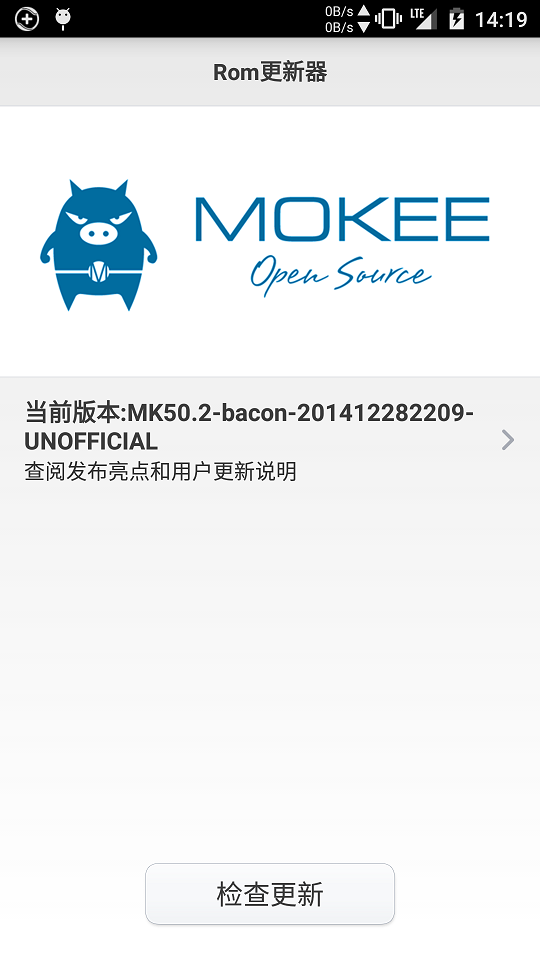 0B/s
0B/s
LTE
14:19
Rom更新器
M
MOKEE
Open Source
当前版本:MK50.2-bacon-201412282209-
UNOFFICIAL
查阅发布亮点和用户更新说明
检查更新